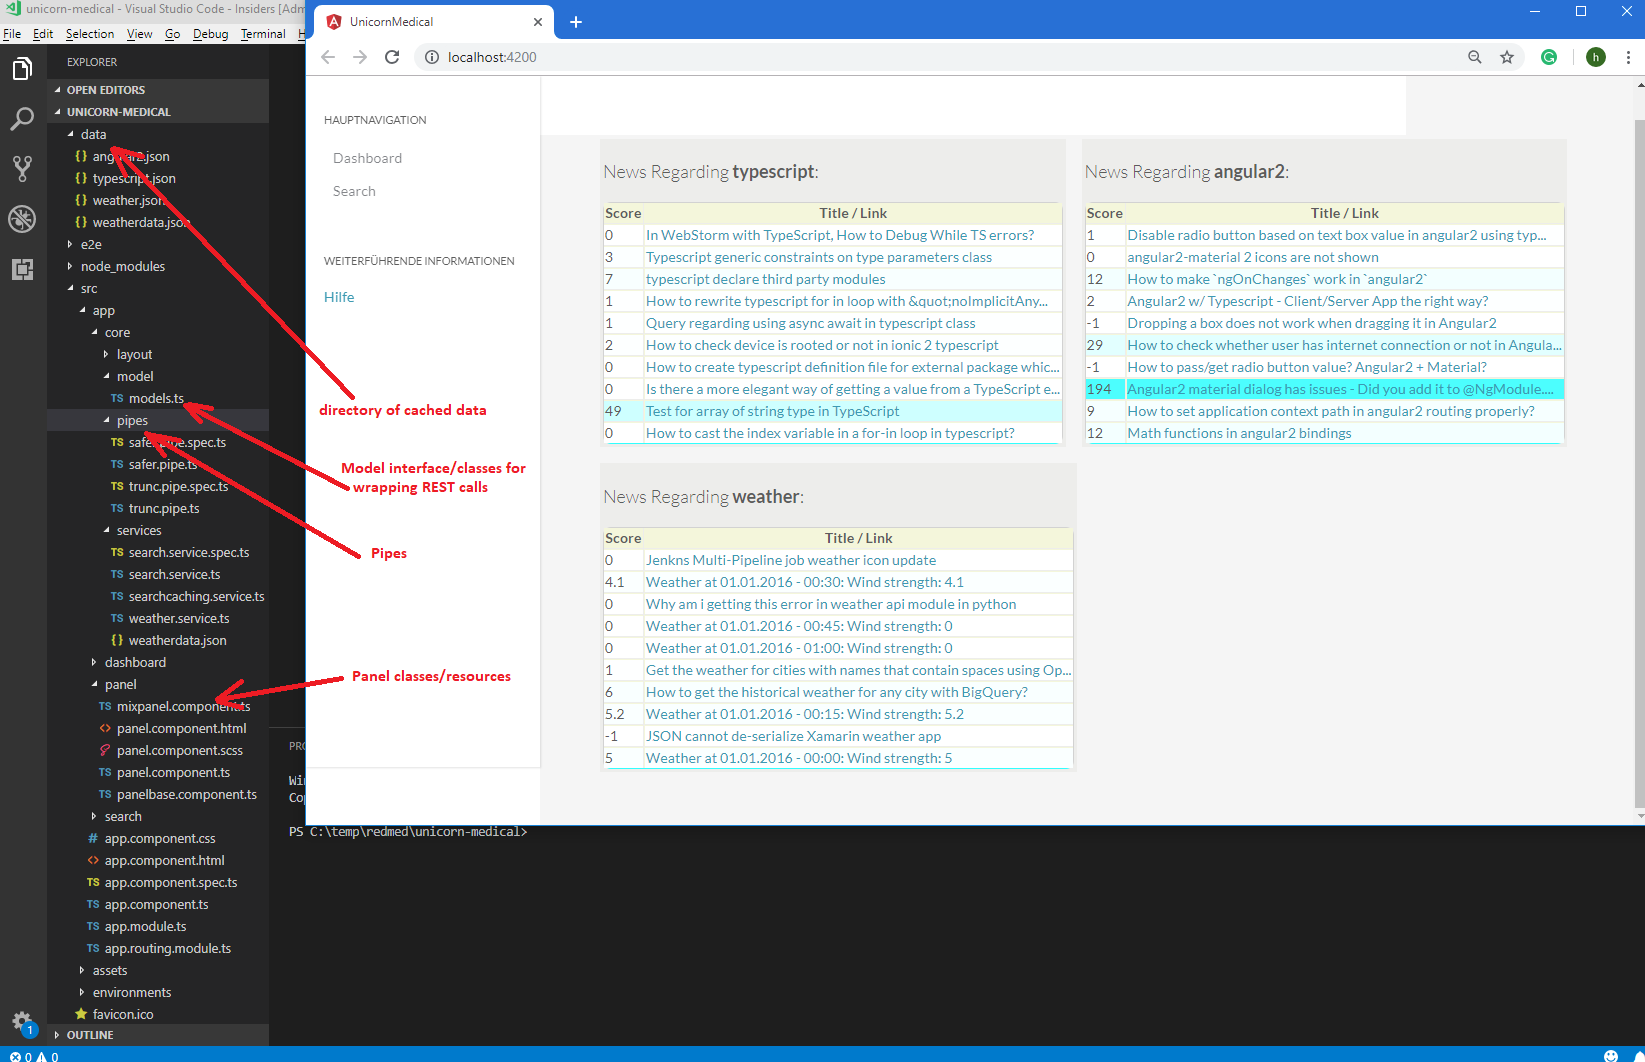 unicorn-medical - Visual Studio Code - Insiders [Adm
File Edit Selection View Go Debug Terminal H
EXPLORER
OPEN EDITORS
UNICORN-MEDICAL
data
{} angular2.json
{} typescript.json
{} weather.json
{} weatherdata.json
e2e
node_modules
src
app
core
layout
model
TS models.ts
pipes
TS safer.pipe.spec.ts
TS safer.pipe.ts
TS trunc.pipe.spec.ts
TS trunc.pipe.ts
services
TS search.service.spec.ts
TS search.service.ts
TS searchcaching.service.ts
TS weather.service.ts
{} weatherdata.json
dashboard
panel
TS mixpanel.component.ts
<> panel.component.html
panel.component.scss
TS panel.component.ts
TS panelbase.component.ts
search
# app.component.css
<> app.component.html
TS app.component.spec.ts
TS app.component.ts
TS app.module.ts
TS app.routing.module.ts
assets
environments
favicon.ico
OUTLINE
1
0 0
directory of cached data
Model interface/classes for
wrapping REST calls
Pipes
Panel classes/resources
PRO
Win
Cop
PS C:\temp\redmed\unicorn-medical>
UnicornMedical
localhost:4200
h
HAUPTNAVIGATION
Dashboard
Search
WEITERFÜHRENDE INFORMATIONEN
Hilfe
News Regarding typescript:
Score Title / Link
0 In WebStorm with TypeScript, How to Debug While TS errors?
3 Typescript generic constraints on type parameters class
7 typescript declare third party modules
1 How to rewrite typescript for in loop with &quot;noImplicitAny...
1 Query regarding using async await in typescript class
2 How to check device is rooted or not in ionic 2 typescript
0 How to create typescript definition file for external package whic...
0 Is there a more elegant way of getting a value from a TypeScript e...
49 Test for array of string type in TypeScript
0 How to cast the index variable in a for-in loop in typescript?
News Regarding angular2:
Score Title / Link
1 Disable radio button based on text box value in angular2 using typ...
0 angular2-material 2 icons are not shown
12 How to make `ngOnChanges` work in `angular2`
2 Angular2 w/ Typescript - Client/Server App the right way?
-1 Dropping a box does not work when dragging it in Angular2
29 How to check whether user has internet connection or not in Angula...
-1 How to pass/get radio button value? Angular2 + Material?
194 Angular2 material dialog has issues - Did you add it to @NgModule....
9 How to set application context path in angular2 routing properly?
12 Math functions in angular2 bindings
News Regarding weather:
Score Title / Link
0 Jenkns Multi-Pipeline job weather icon update
4.1 Weather at 01.01.2016 - 00:30: Wind strength: 4.1
0 Why am i getting this error in weather api module in python
0 Weather at 01.01.2016 - 00:45: Wind strength: 0
0 Weather at 01.01.2016 - 01:00: Wind strength: 0
1 Get the weather for cities with names that contain spaces using Op...
6 How to get the historical weather for any city with BigQuery?
5.2 Weather at 01.01.2016 - 00:15: Wind strength: 5.2
-1 JSON cannot de-serialize Xamarin weather app
5 Weather at 01.01.2016 - 00:00: Wind strength: 5